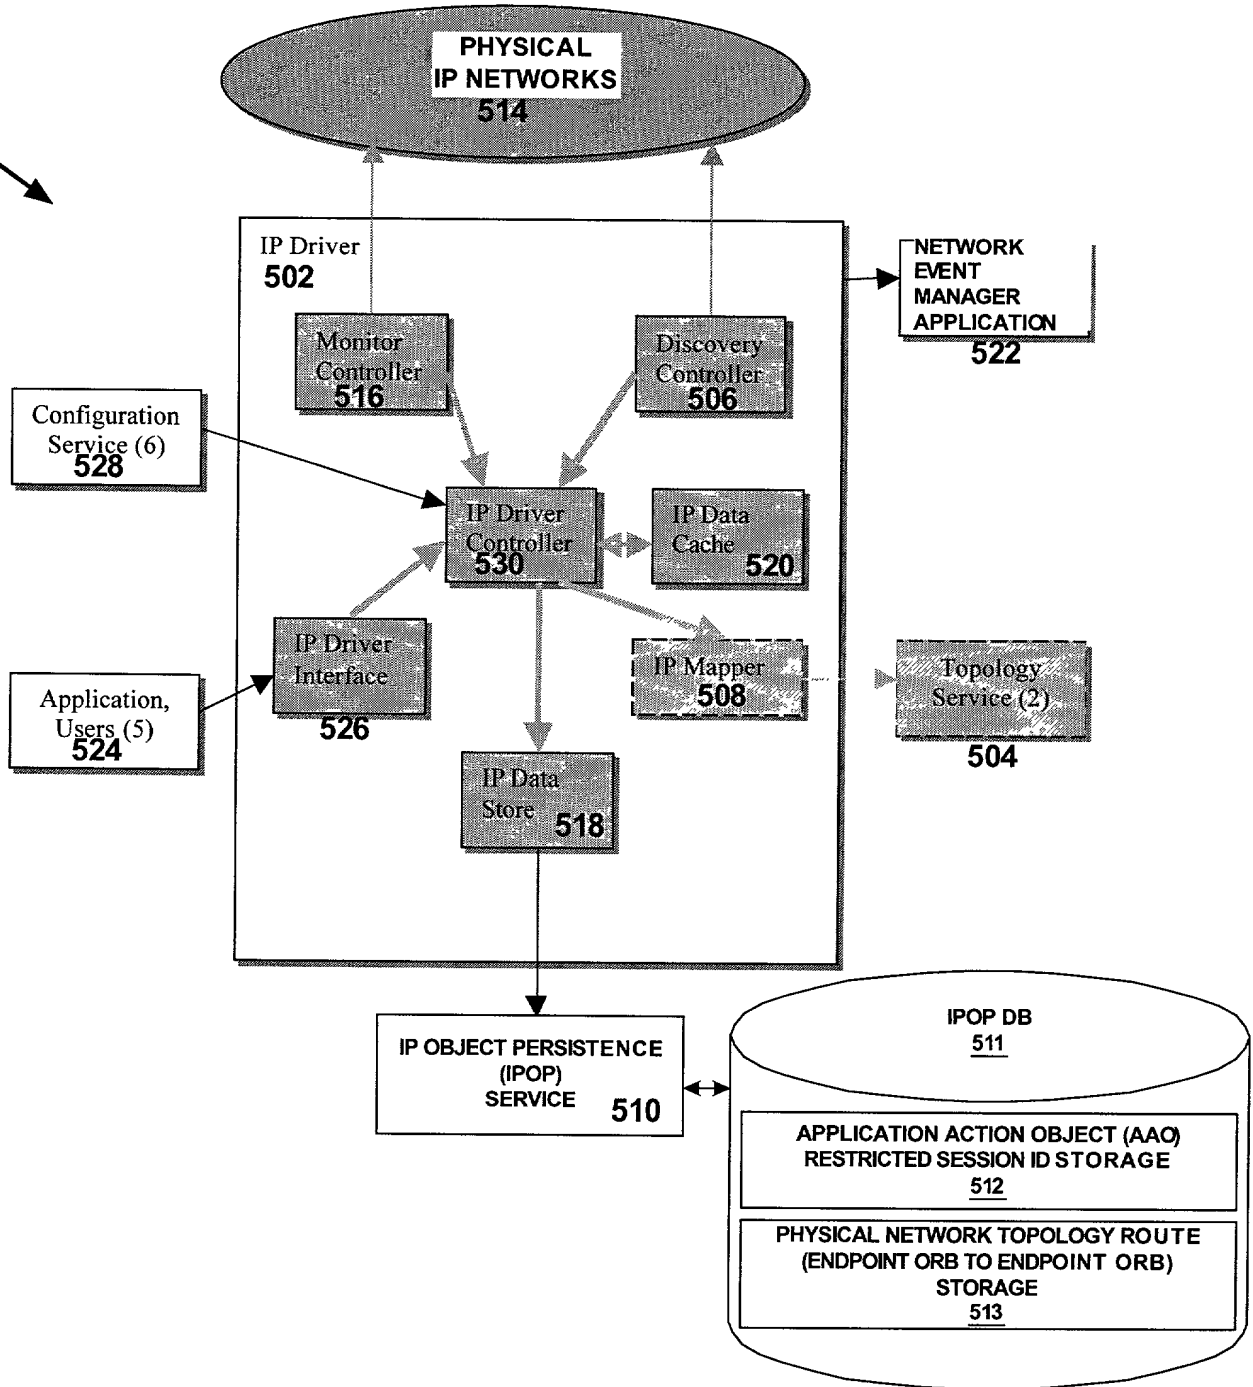 PHYSICAL
IP NETWORKS
514
IP Driver
502
NETWORK
EVENT
MANAGER
APPLICATION
522
Monitor
Controller
516
Discovery
Controller
506
Configuration
Service (6)
528
IP Driver
Controller
530
IP Data
Cache
520
IP Driver
Interface
526
IP Mapper
508
Topology
Service (2)
504
Application,
Users (5)
524
IP Data
Store
518
IP OBJECT PERSISTENCE
(IPOP)
SERVICE
510
IPOP DB
511
APPLICATION ACTION OBJECT (AAO)
RESTRICTED SESSION ID STORAGE
512
PHYSICAL NETWORK TOPOLOGY ROUTE
(ENDPOINT ORB TO ENDPOINT ORB)
STORAGE
513